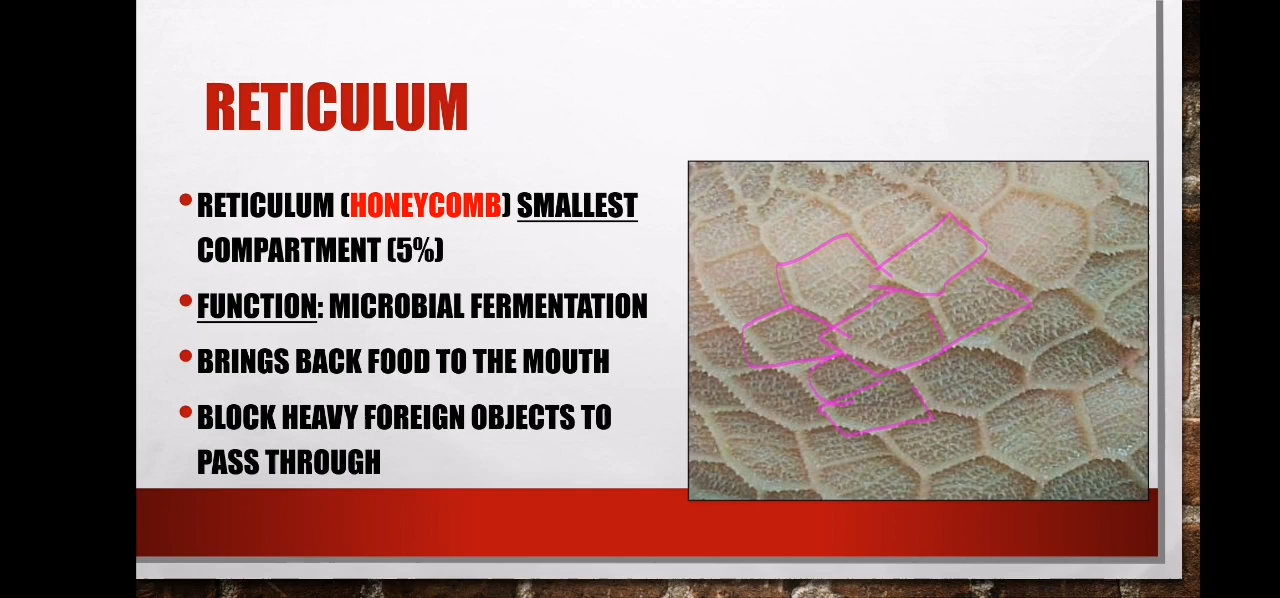 RETICULUM
• RETICULUM (HONEYCOMB) SMALLEST
COMPARTMENT (5%)
• FUNCTION: MICROBIAL FERMENTATION
• BRINGS BACK FOOD TO THE MOUTH
• BLOCK HEAVY FOREIGN OBJECTS TO
PASS THROUGH